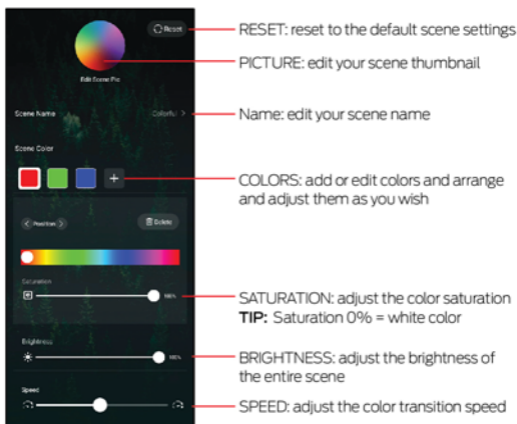 Reset
RESET: reset to the default scene settings
PICTURE: edit your scene thumbnail
Edit Scene Pic
Scene Name
Colorful >
Name: edit your scene name
Scene Color
+
COLORS: add or edit colors and arrange
and adjust them as you wish
< Position >
Delete
Saturation
100%
SATURATION: adjust the color saturation
TIP: Saturation 0% = white color
Brightness
100%
BRIGHTNESS: adjust the brightness of
the entire scene
Speed
SPEED: adjust the color transition speed